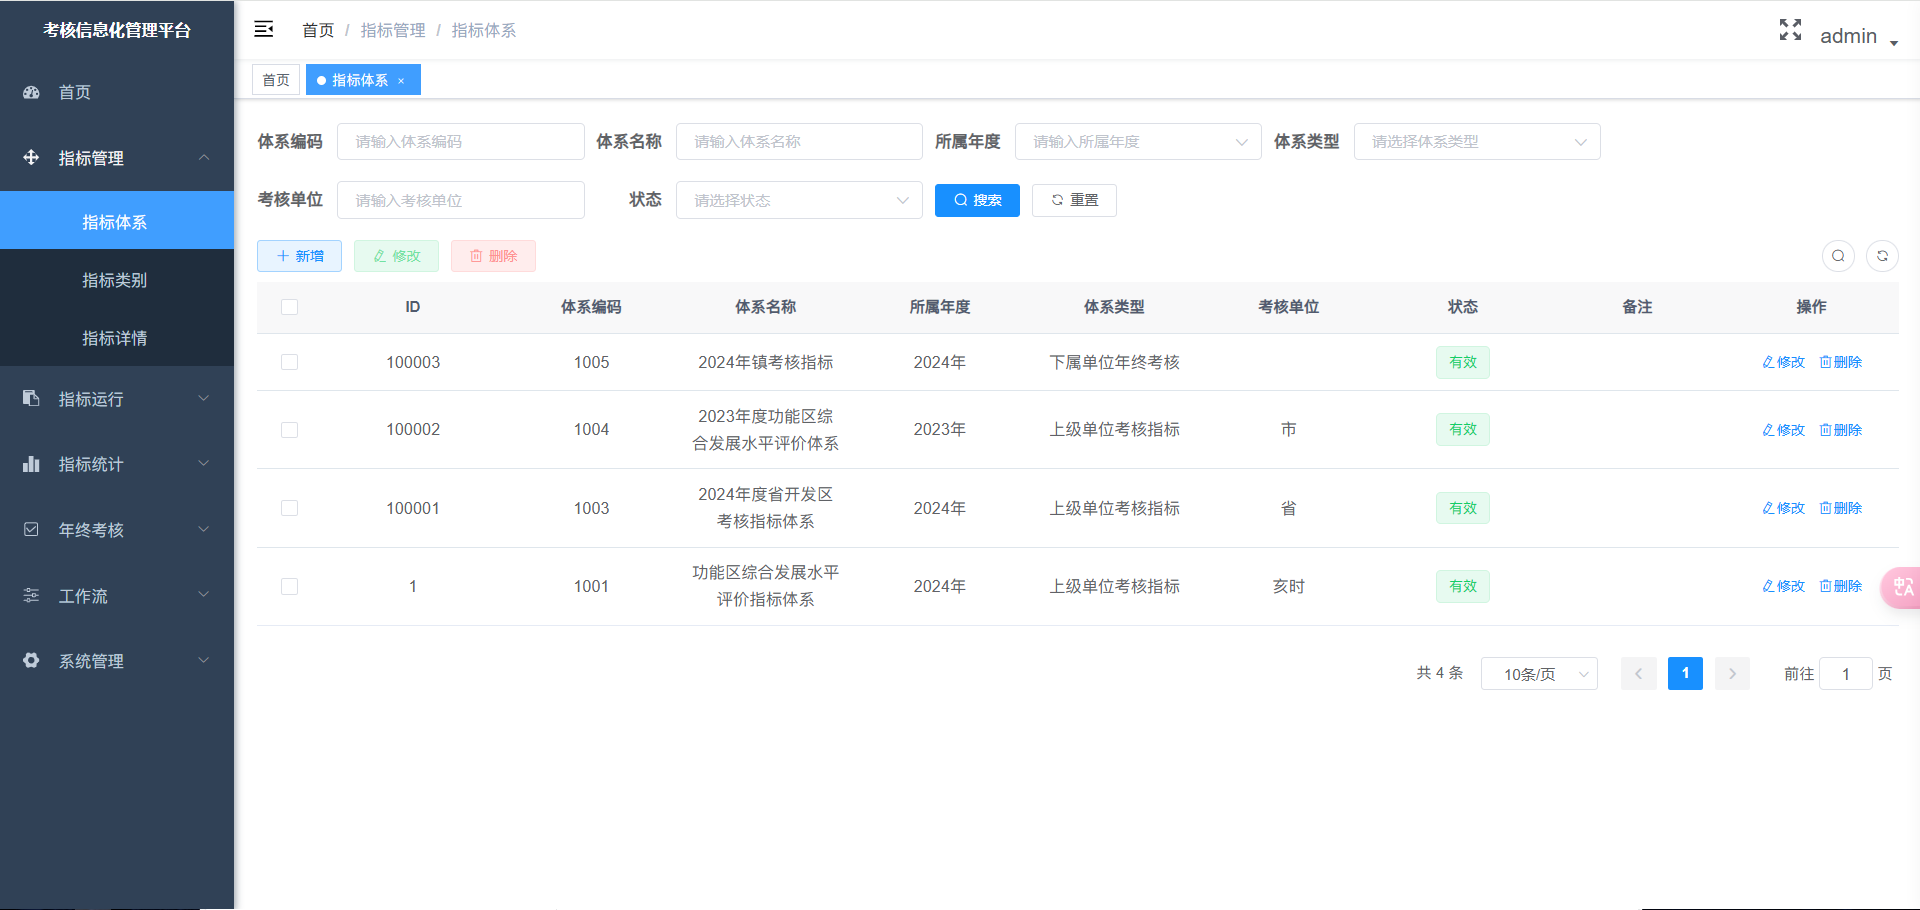 考核信息化管理平台
首页
指标管理
指标体系
指标类别
指标详情
指标运行
指标统计
年终考核
工作流
系统管理
首页 / 指标管理 / 指标体系
admin
首页
指标体系 ×
体系编码 请输入体系编码 体系名称 请输入体系名称 所属年度 请输入所属年度 体系类型 请选择体系类型
考核单位 请输入考核单位 状态 请选择状态 搜索 重置
新增 修改 删除
ID 体系编码 体系名称 所属年度 体系类型 考核单位 状态 备注 操作
100003 1005 2024年镇考核指标 2024年 下属单位年终考核 有效 修改 删除
100002 1004 2023年度功能区综
合发展水平评价体系 2023年 上级单位考核指标 市 有效 修改 删除
100001 1003 2024年度省开发区
考核指标体系 2024年 上级单位考核指标 省 有效 修改 删除
1 1001 功能区综合发展水平
评价指标体系 2024年 上级单位考核指标 亥时 有效 修改 删除
共 4 条 10条/页 1 前往 1 页